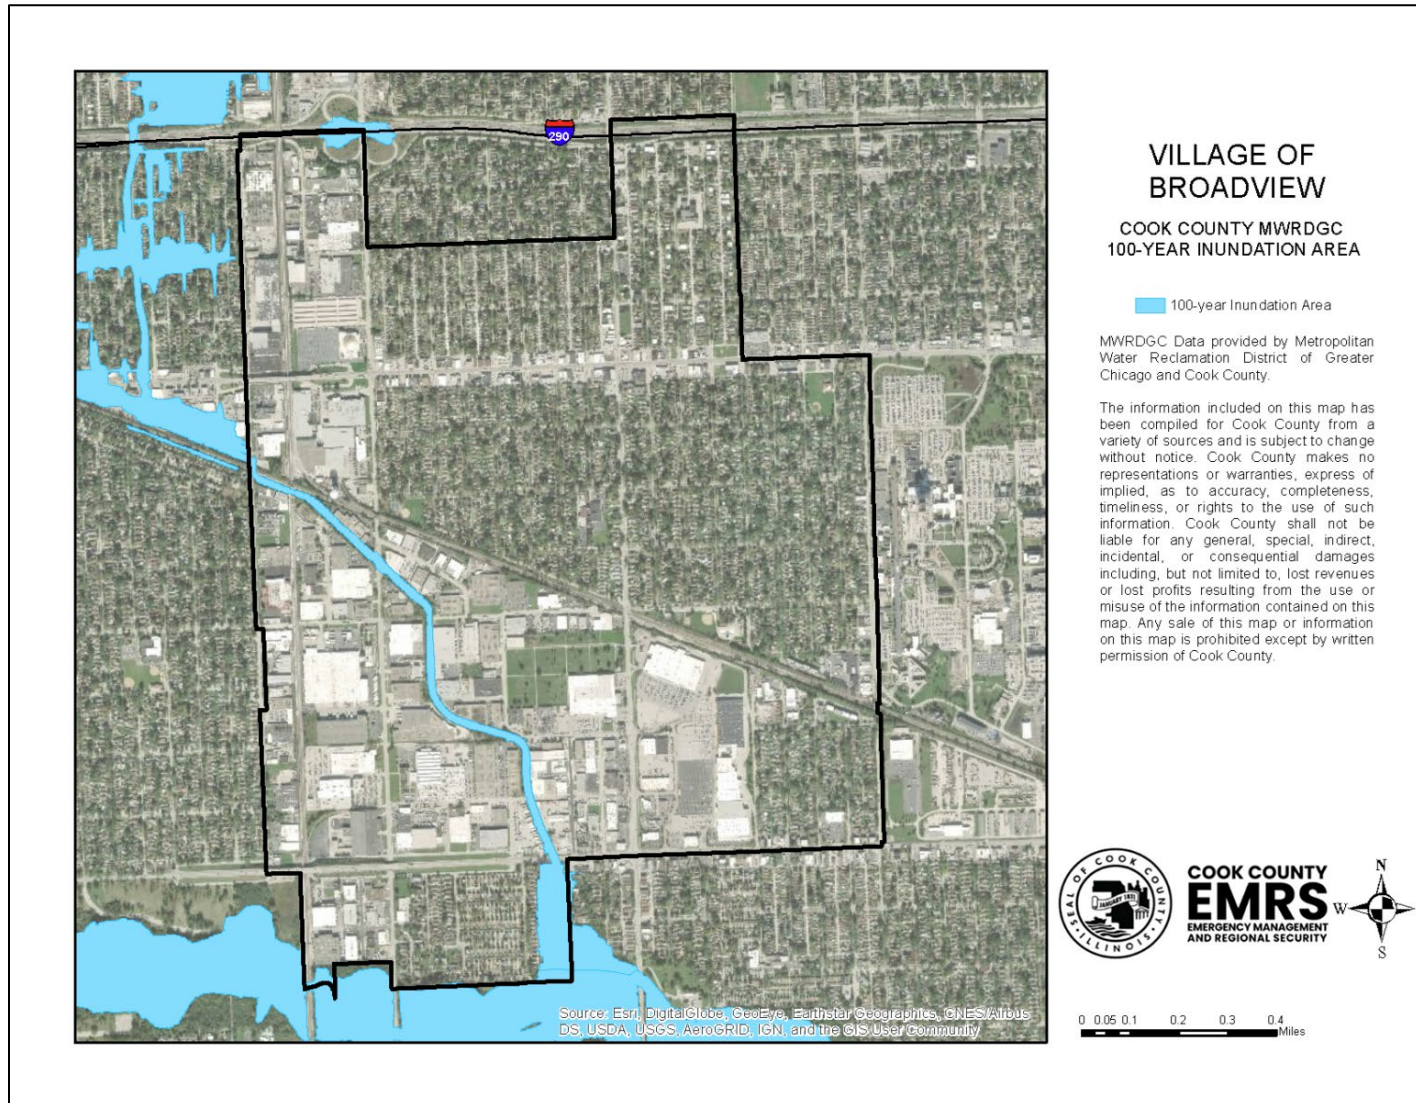 290
VILLAGE OF
BROADVIEW
COOK COUNTY MWRDGC
100-YEAR INUNDATION AREA
100-year Inundation Area
MWRDGC Data provided by Metropolitan
Water Reclamation District of Greater
Chicago and Cook County.
The information included on this map has
been compiled for Cook County from a
variety of sources and is subject to change
without notice. Cook County makes no
representations or warranties, express of
implied, as to accuracy, completeness,
timeliness, or rights to the use of such
information. Cook County shall not be
liable for any general, special, indirect,
incidental, or consequential damages
including, but not limited to, lost revenues
or lost profits resulting from the use or
misuse of the information contained on this
map. Any sale of this map or information
on this map is prohibited except by written
permission of Cook County.
SEAL OF COOK COUNTY
JANUARY 1831
ILLINOIS
COOK COUNTY
EMRS
EMERGENCY MANAGEMENT
AND REGIONAL SECURITY
N
W
S
Source: Esri, DigitalGlobe, GeoEye, Earthstar Geographics, CNES/Airbus
DS, USDA, USGS, AeroGRID, IGN, and the GIS User Community
0 0.05 0.1 0.2 0.3 0.4
Miles